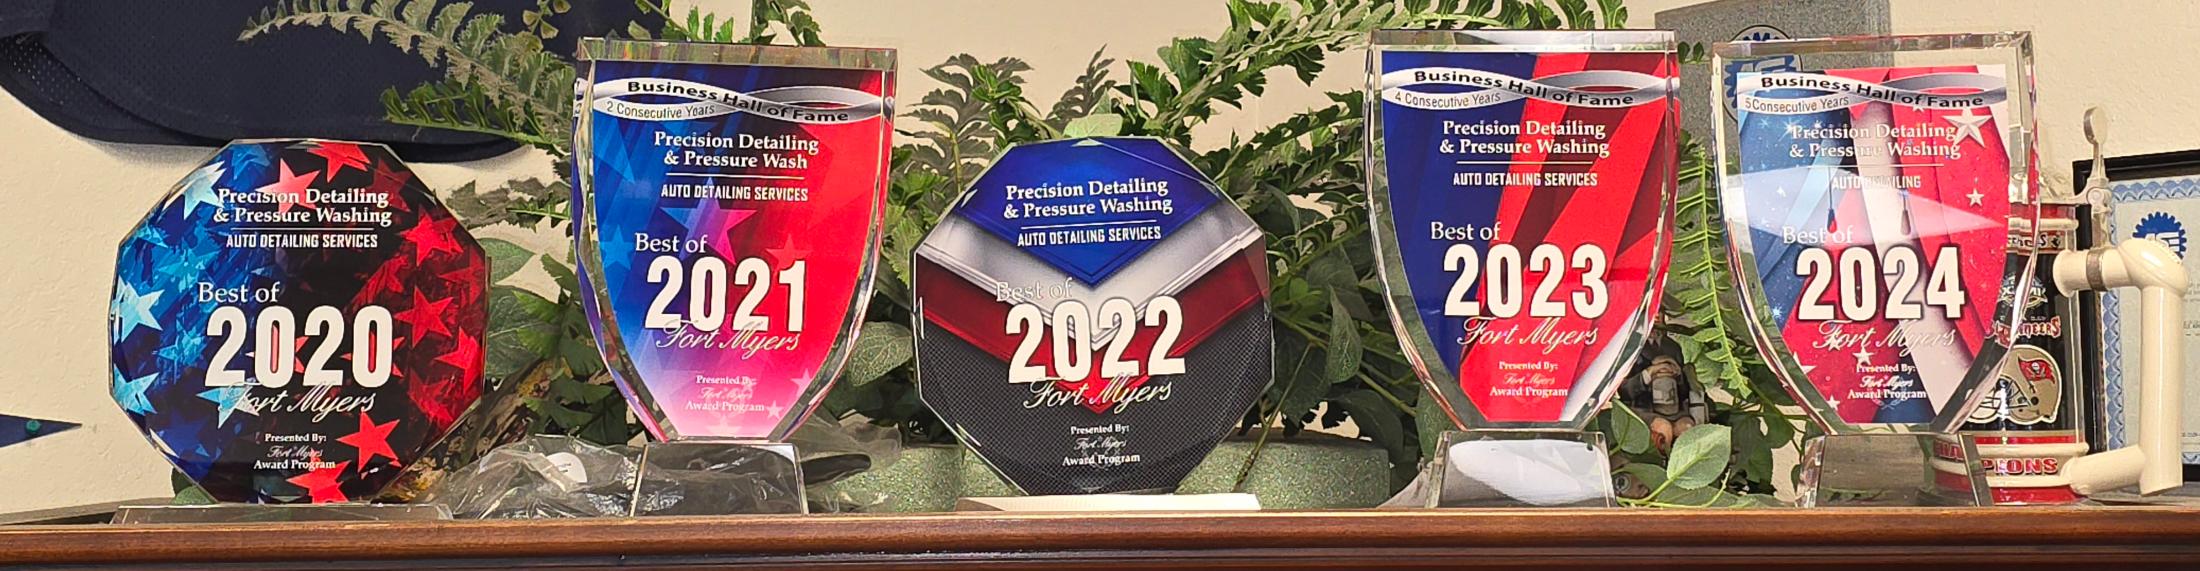 Precision Detailing
& Pressure Washing
AUTO DETAILING SERVICES
Best of
2020
Fort Myers
Presented By:
Fort Myers
Award Program
Business Hall of Fame
2 Consecutive Years
Precision Detailing
& Pressure Wash
AUTO DETAILING SERVICES
Best of
2021
Fort Myers
Presented By:
Fort Myers
Award Program
Precision Detailing
& Pressure Washing
AUTO DETAILING SERVICES
Best of
2022
Fort Myers
Presented By:
Fort Myers
Award Program
Business Hall of Fame
4 Consecutive Years
Precision Detailing
& Pressure Washing
AUTO DETAILING SERVICES
Best of
2023
Fort Myers
Presented By:
Fort Myers
Award Program
Business Hall of Fame
5 Consecutive Years
Precision Detailing
& Pressure Washing
AUTO DETAILING
Best of
2024
Fort Myers
Presented By:
Fort Myers
Award Program